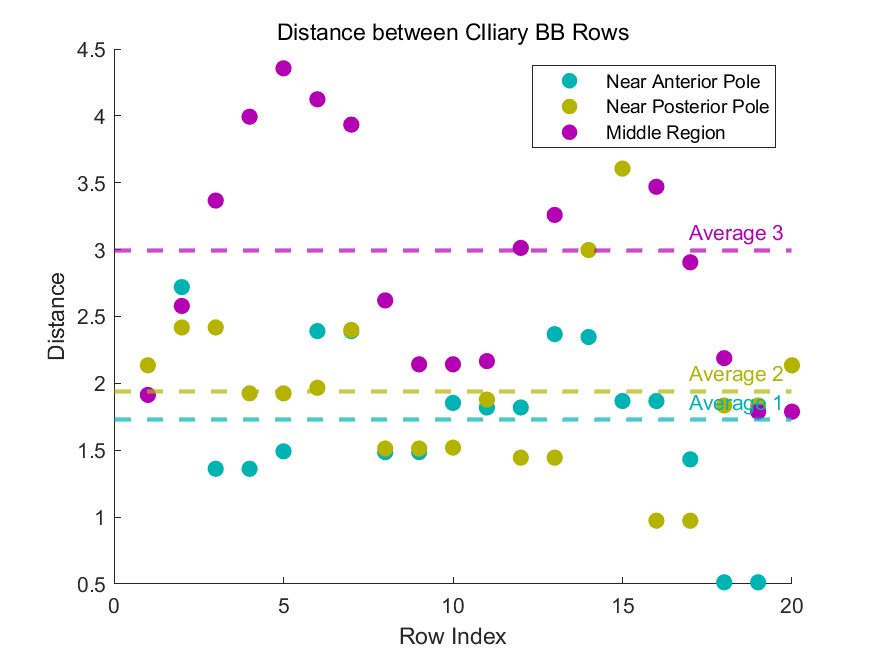 Distance between CIliary BB Rows
4.5
4
3.5
3
2.5
2
1.5
1
0.5
Distance
Near Anterior Pole
Near Posterior Pole
Middle Region
Average 3
Average 2
Average 1
0
5
10
15
20
Row Index